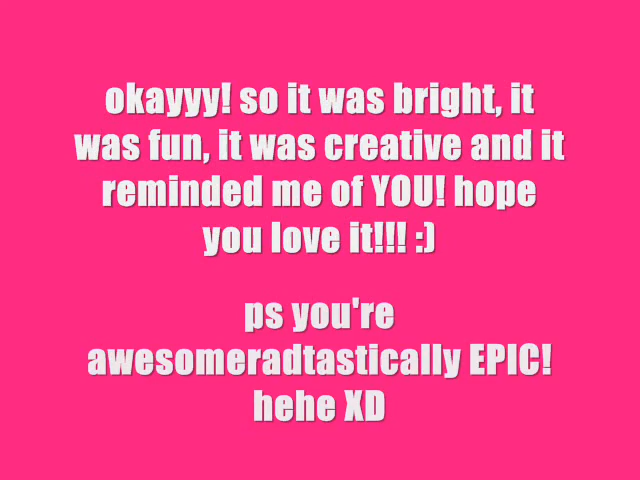 okayyy! so it was bright, it
was fun, it was creative and it
reminded me of YOU! hope
you love it!!! :)
ps you're
awesomeradtastically EPIC!
hehe XD